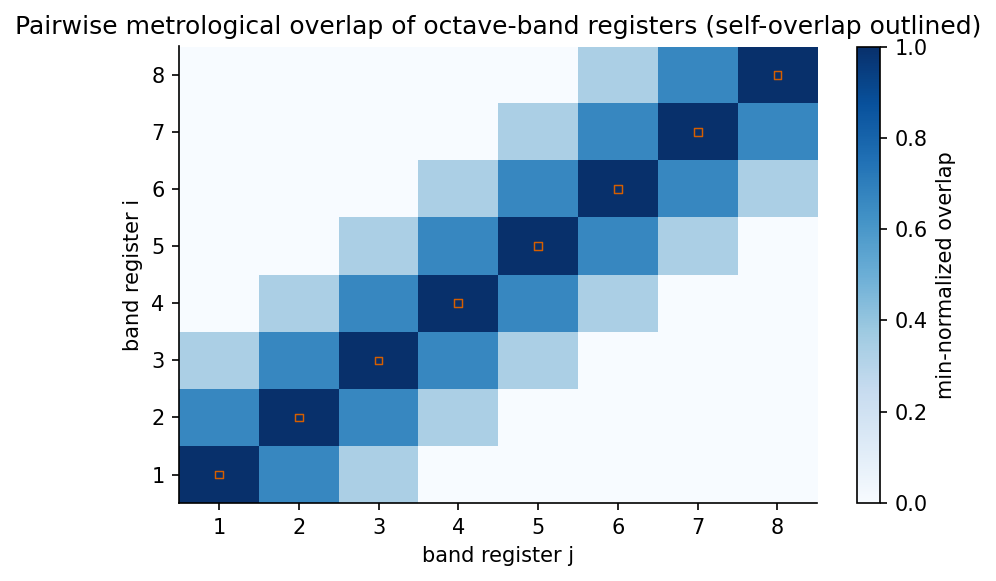 Pairwise metrological overlap of octave-band registers (self-overlap outlined)
8
7
6
5
4
3
2
1
band register i
1 2 3 4 5 6 7 8
band register j
1.0
0.8
0.6
0.4
0.2
0.0
min-normalized overlap